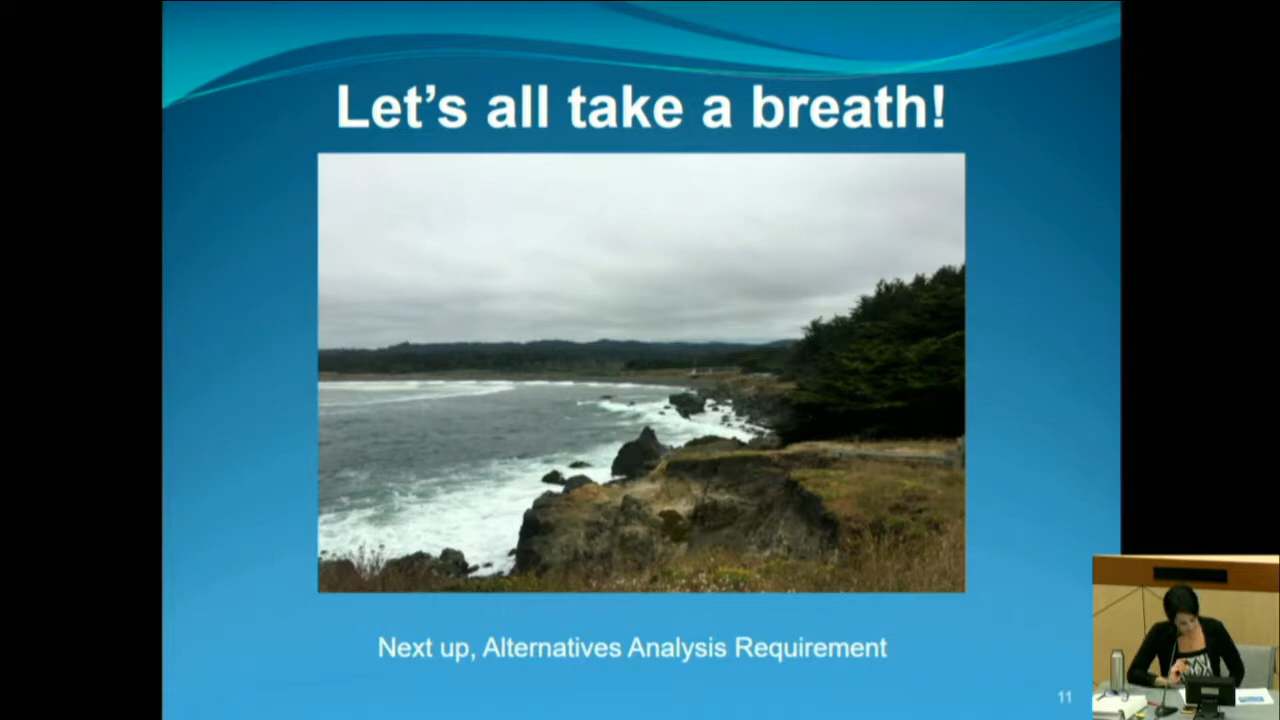 Let's all take a breath!
Next up, Alternatives Analysis Requirement
11